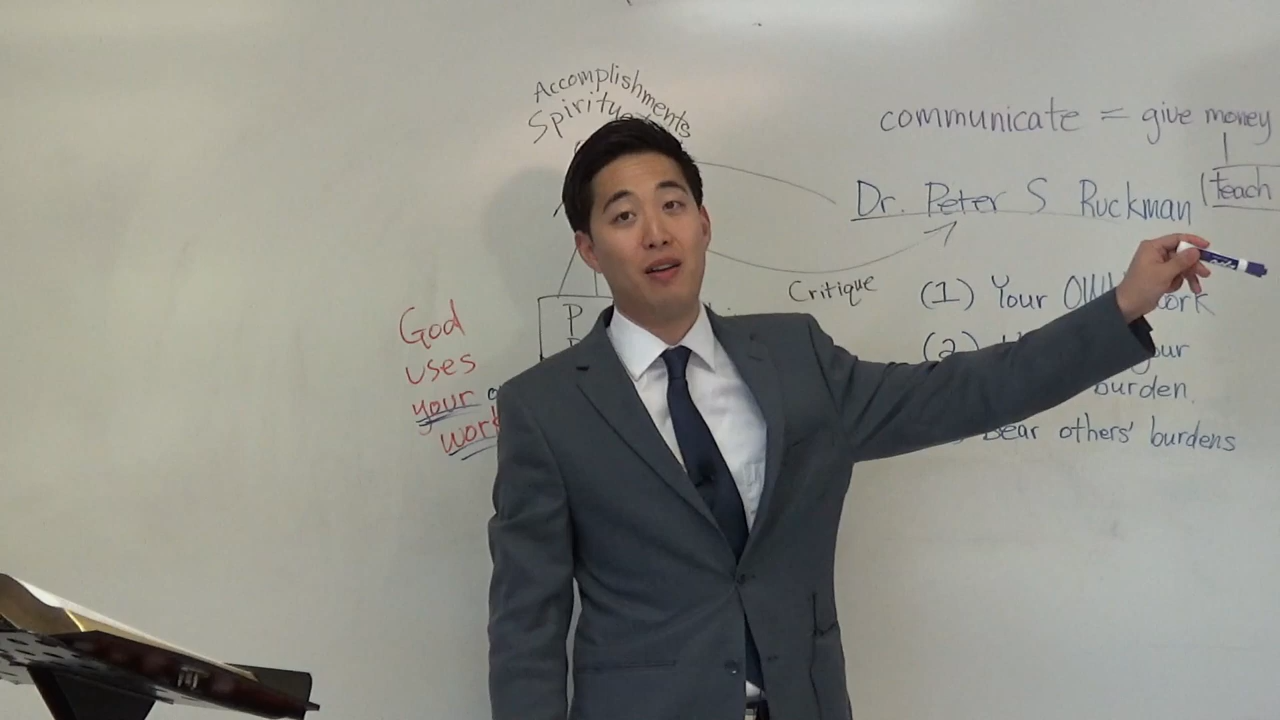 Accomplishments
communicate = give money
Dr. Peter S Ruckman (teach
Critique
(1) Your OWN
(2)
burden.
Bear others' burdens
God
uses
your
work
P